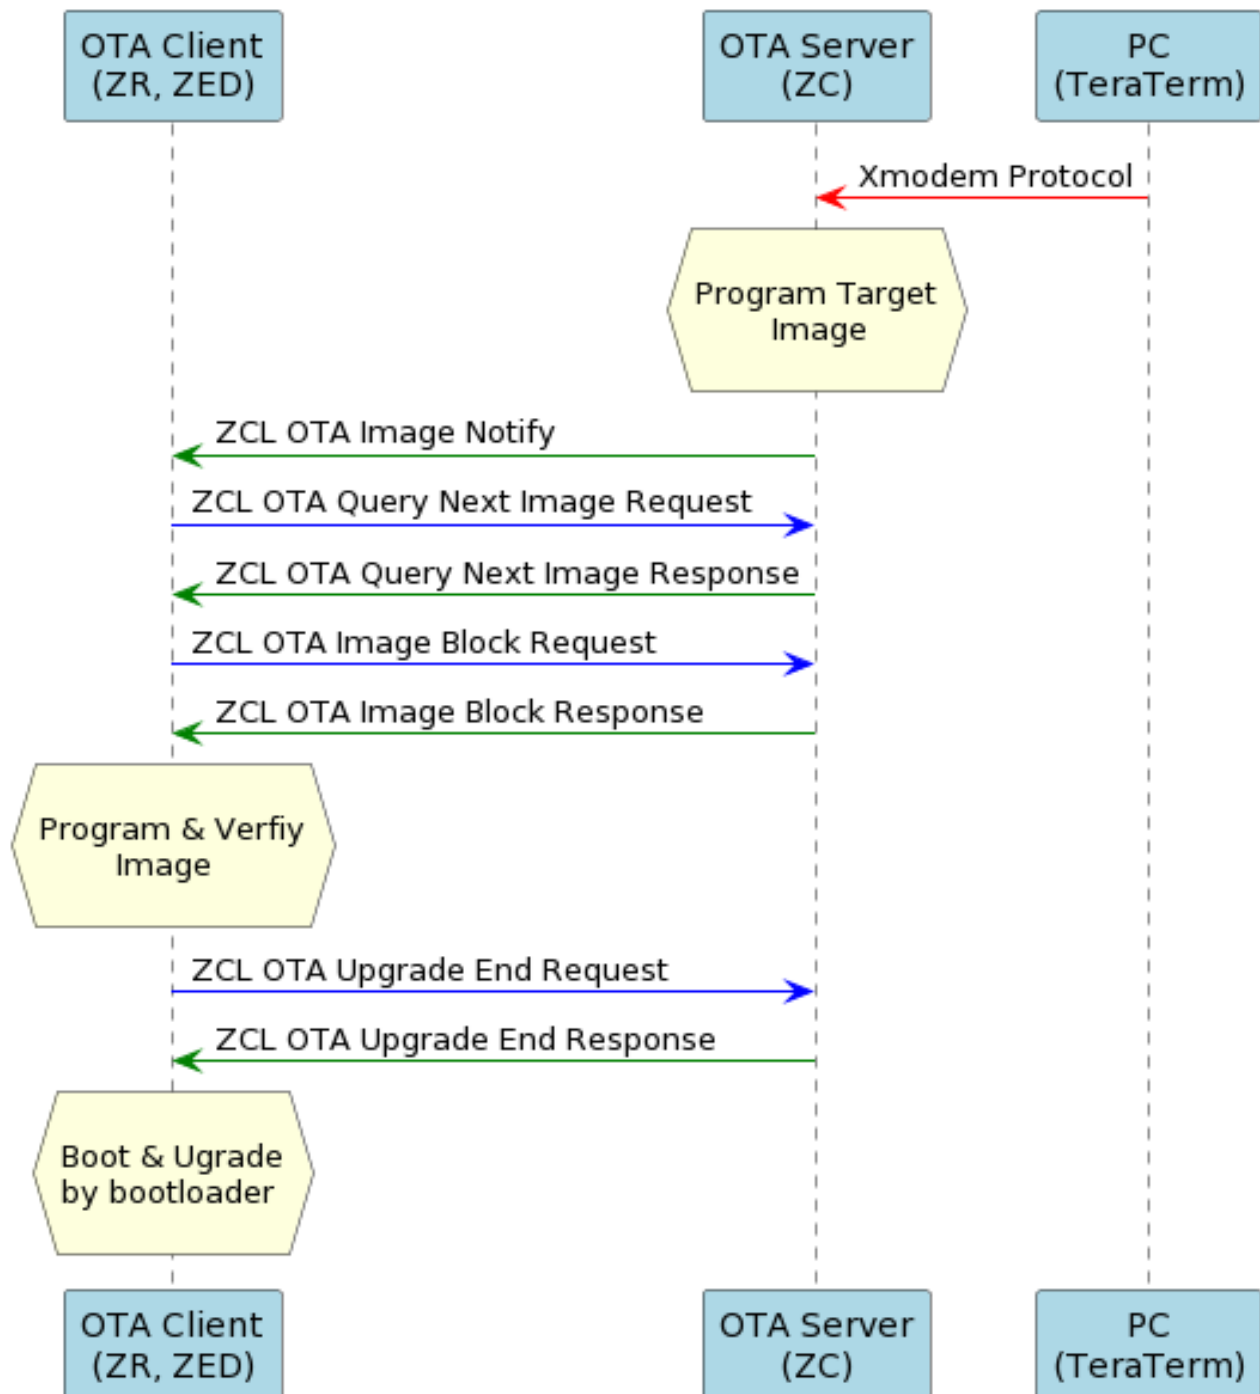 OTA Client
(ZR, ZED)
OTA Server
(ZC)
PC
(TeraTerm)
Xmodem Protocol
Program Target
Image
ZCL OTA Image Notify
ZCL OTA Query Next Image Request
ZCL OTA Query Next Image Response
ZCL OTA Image Block Request
ZCL OTA Image Block Response
Program & Verfiy
Image
ZCL OTA Upgrade End Request
ZCL OTA Upgrade End Response
Boot & Ugrade
by bootloader
OTA Client
(ZR, ZED)
OTA Server
(ZC)
PC
(TeraTerm)